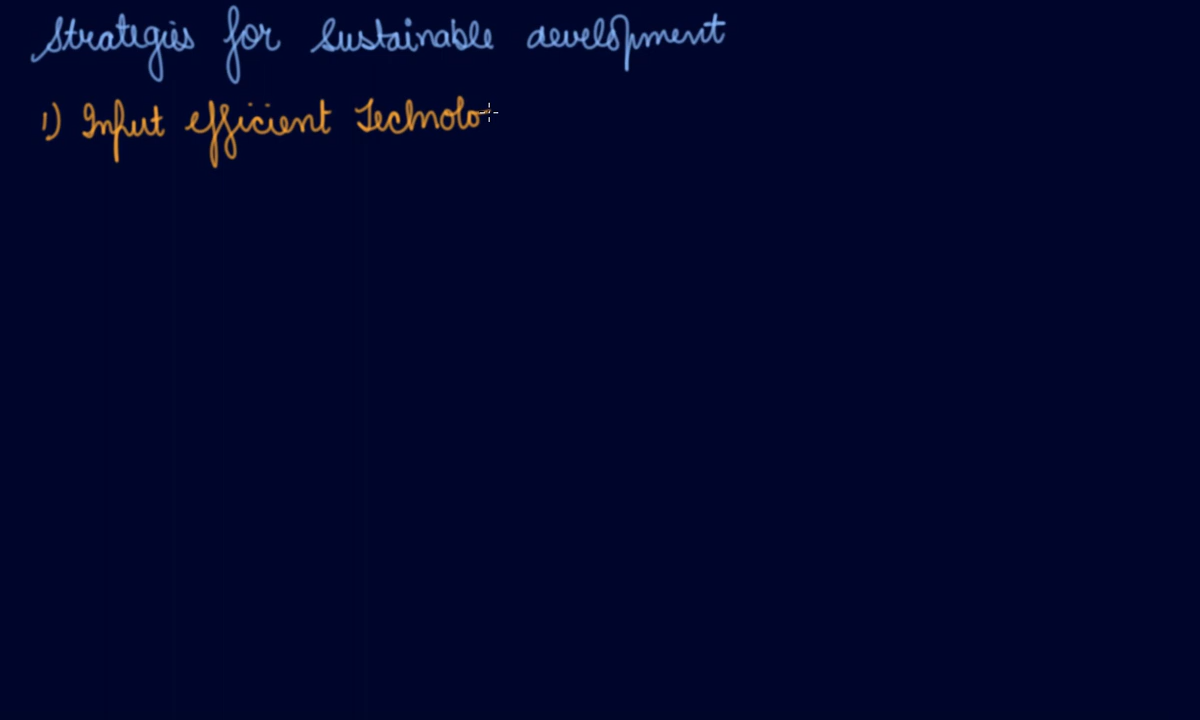 Strategies for Sustainable development
1) Input efficient Technolo